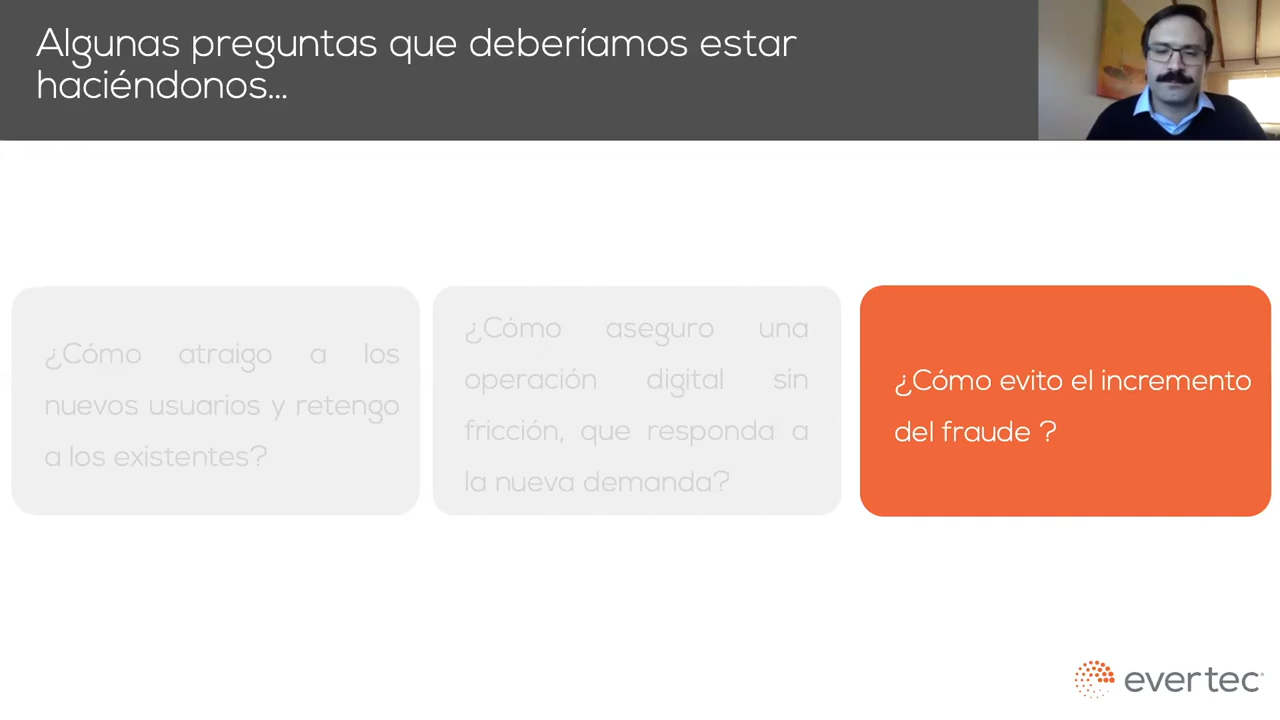 Algunas preguntas que deberíamos estar
haciéndonos...
¿Cómo atraigo a los
nuevos usuarios y retengo
a los existentes?
¿Cómo aseguro una
operación digital sin
fricción, que responda a
la nueva demanda?
¿Cómo evito el incremento
del fraude ?
evertec